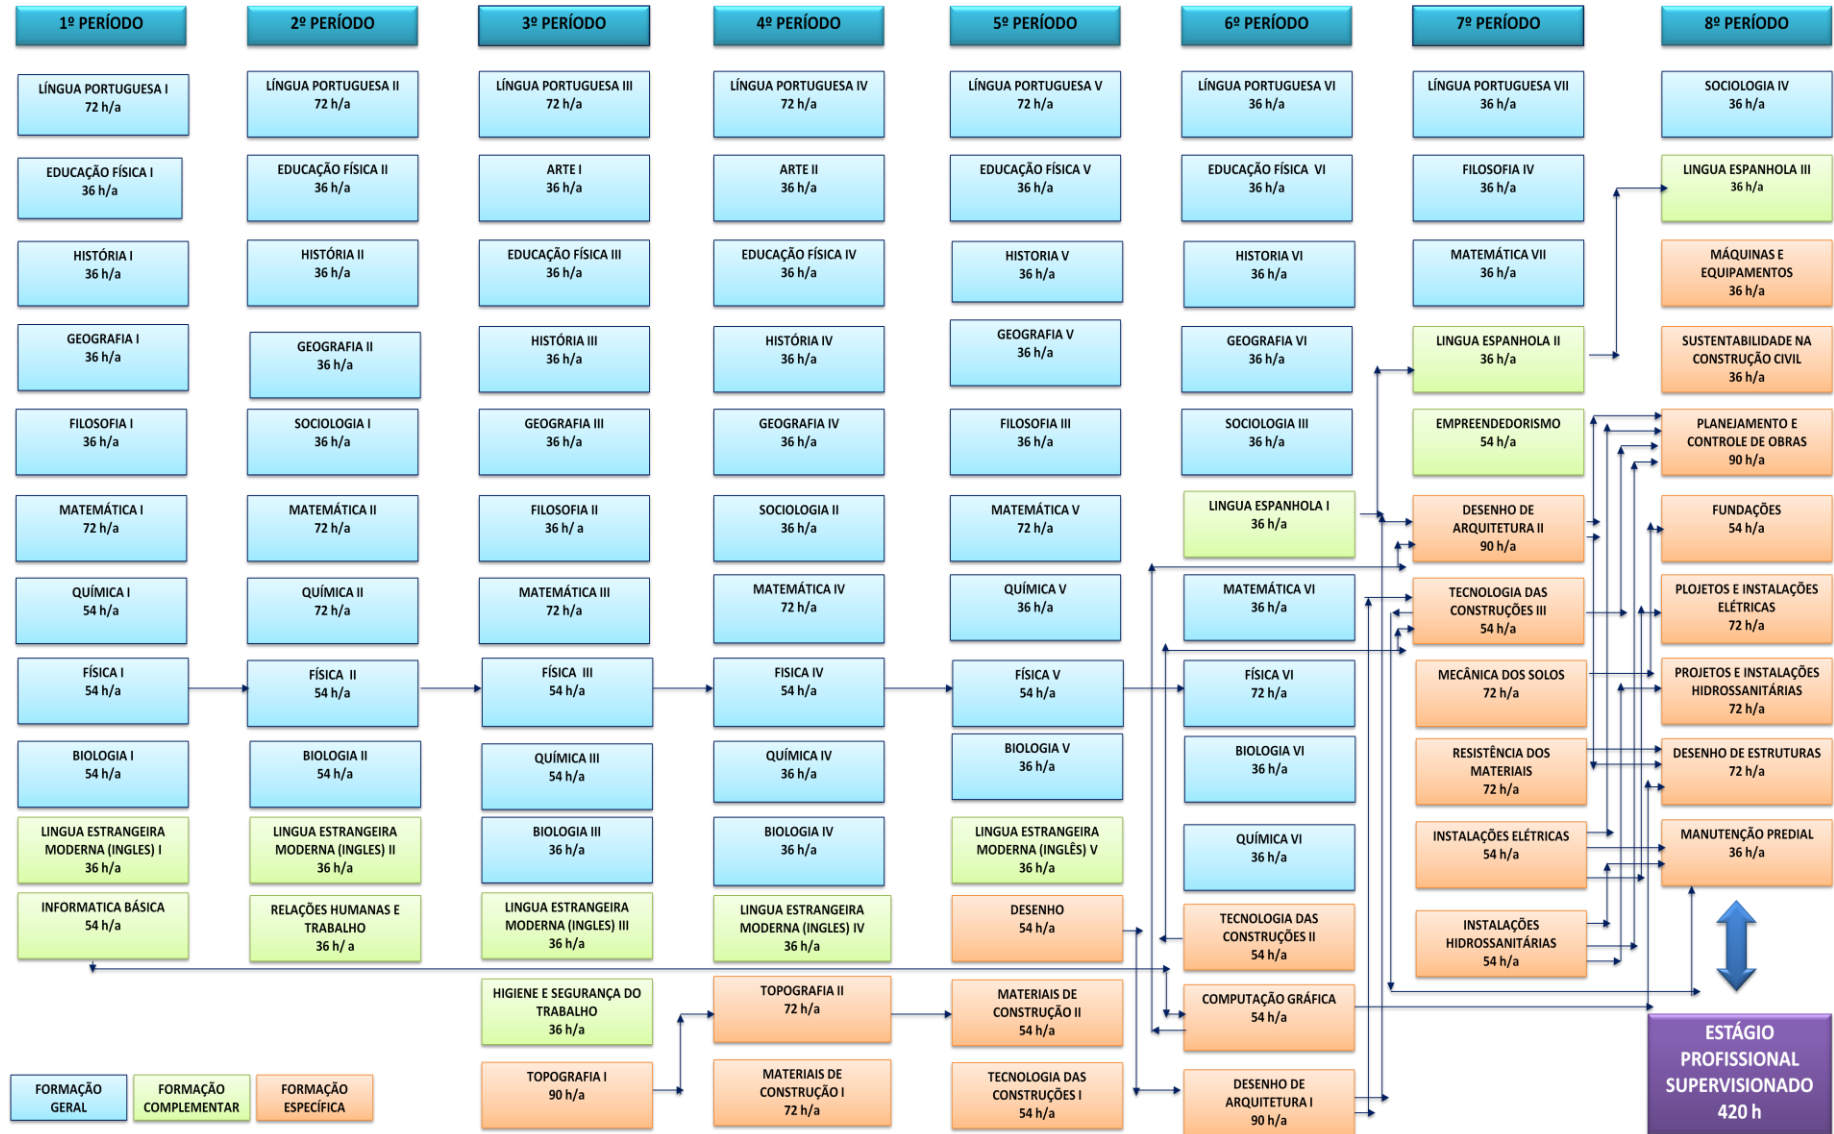 1º PERÍODO
2º PERÍODO
3º PERÍODO
4º PERÍODO
5º PERÍODO
6º PERÍODO
7º PERÍODO
8º PERÍODO
LÍNGUA PORTUGUESA I
72 h/a
LÍNGUA PORTUGUESA II
72 h/a
LÍNGUA PORTUGUESA III
72 h/a
LÍNGUA PORTUGUESA IV
72 h/a
LÍNGUA PORTUGUESA V
72 h/a
LÍNGUA PORTUGUESA VI
36 h/a
LÍNGUA PORTUGUESA VII
36 h/a
SOCIOLOGIA IV
36 h/a
EDUCAÇÃO FÍSICA I
36 h/a
EDUCAÇÃO FÍSICA II
36 h/a
ARTE I
36 h/a
ARTE II
36 h/a
EDUCAÇÃO FÍSICA V
36 h/a
EDUCAÇÃO FÍSICA VI
36 h/a
FILOSOFIA IV
36 h/a
LINGUA ESPANHOLA III
36 h/a
HISTÓRIA I
36 h/a
HISTÓRIA II
36 h/a
EDUCAÇÃO FÍSICA III
36 h/a
EDUCAÇÃO FÍSICA IV
36 h/a
HISTORIA V
36 h/a
HISTORIA VI
36 h/a
MATEMÁTICA VII
36 h/a
MÁQUINAS E
EQUIPAMENTOS
36 h/a
GEOGRAFIA I
36 h/a
GEOGRAFIA II
36 h/a
HISTÓRIA III
36 h/a
HISTÓRIA IV
36 h/a
GEOGRAFIA V
36 h/a
GEOGRAFIA VI
36 h/a
LINGUA ESPANHOLA II
36 h/a
SUSTENTABILIDADE NA
CONSTRUÇÃO CIVIL
36 h/a
FILOSOFIA I
36 h/a
SOCIOLOGIA I
36 h/a
GEOGRAFIA III
36 h/a
GEOGRAFIA IV
36 h/a
FILOSOFIA III
36 h/a
SOCIOLOGIA III
36 h/a
EMPREENDEDORISMO
54 h/a
PLANEJAMENTO E
CONTROLE DE OBRAS
90 h/a
MATEMÁTICA I
72 h/a
MATEMÁTICA II
72 h/a
FILOSOFIA II
36 h/ a
SOCIOLOGIA II
36 h/a
MATEMÁTICA V
72 h/a
LINGUA ESPANHOLA I
36 h/a
DESENHO DE
ARQUITETURA II
90 h/a
FUNDAÇÕES
54 h/a
QUÍMICA I
54 h/a
QUÍMICA II
72 h/a
MATEMÁTICA III
72 h/a
MATEMÁTICA IV
72 h/a
QUÍMICA V
36 h/a
MATEMÁTICA VI
36 h/a
TECNOLOGIA DAS
CONSTRUÇÕES III
54 h/a
PLOJETOS E INSTALAÇÕES
ELÉTRICAS
72 h/a
FÍSICA I
54 h/a
FÍSICA II
54 h/a
FÍSICA III
54 h/a
FISICA IV
54 h/a
FÍSICA V
54 h/a
FÍSICA VI
72 h/a
MECÂNICA DOS SOLOS
72 h/a
PROJETOS E INSTALAÇÕES
HIDROSSANITÁRIAS
72 h/a
BIOLOGIA I
54 h/a
BIOLOGIA II
54 h/a
QUÍMICA III
54 h/a
QUÍMICA IV
36 h/a
BIOLOGIA V
36 h/a
BIOLOGIA VI
36 h/a
RESISTÊNCIA DOS
MATERIAIS
72 h/a
DESENHO DE ESTRUTURAS
72 h/a
LINGUA ESTRANGEIRA
MODERNA (INGLES) I
36 h/a
LINGUA ESTRANGEIRA
MODERNA (INGLES) II
36 h/a
BIOLOGIA III
36 h/a
BIOLOGIA IV
36 h/a
LINGUA ESTRANGEIRA
MODERNA (INGLÊS) V
36 h/a
QUÍMICA VI
36 h/a
INSTALAÇÕES ELÉTRICAS
54 h/a
MANUTENÇÃO PREDIAL
36 h/a
INFORMATICA BÁSICA
54 h/a
RELAÇÕES HUMANAS E
TRABALHO
36 h/ a
LINGUA ESTRANGEIRA
MODERNA (INGLES) III
36 h/a
LINGUA ESTRANGEIRA
MODERNA (INGLES) IV
36 h/a
DESENHO
54 h/a
TECNOLOGIA DAS
CONSTRUÇÕES II
54 h/a
INSTALAÇÕES
HIDROSSANITÁRIAS
54 h/a
HIGIENE E SEGURANÇA DO
TRABALHO
36 h/a
TOPOGRAFIA II
72 h/a
MATERIAIS DE
CONSTRUÇÃO II
54 h/a
COMPUTAÇÃO GRÁFICA
54 h/a
ESTÁGIO
PROFISSIONAL
SUPERVISIONADO
420 h
TOPOGRAFIA I
90 h/a
MATERIAIS DE
CONSTRUÇÃO I
72 h/a
TECNOLOGIA DAS
CONSTRUÇÕES I
54 h/a
DESENHO DE
ARQUITETURA I
90 h/a
FORMAÇÃO
GERAL
FORMAÇÃO
COMPLEMENTAR
FORMAÇÃO
ESPECÍFICA